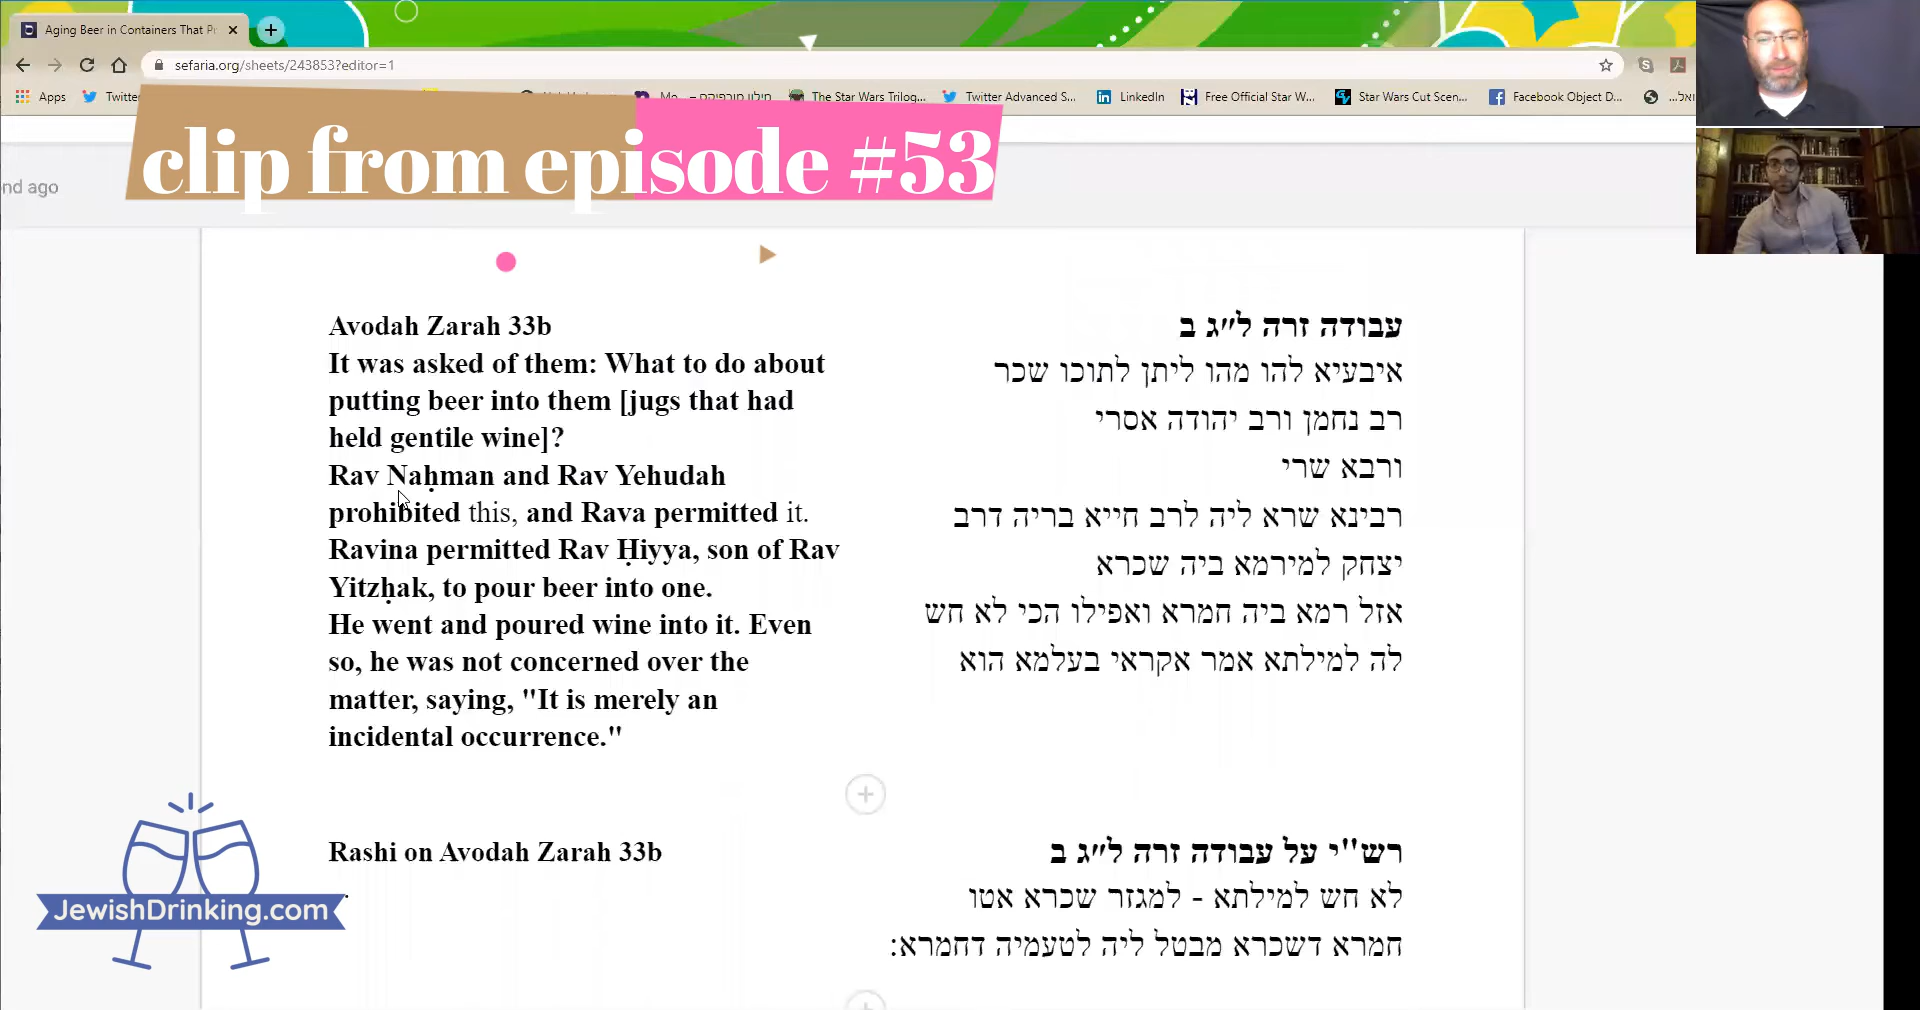 Aging Beer in Containers That P
sefaria.org/sheets/243853?editor=1
Apps
Twitte
חילון מורפיקס –
The Star Wars Trilog...
Twitter Advanced S...
LinkedIn
Free Official Star W...
Star Wars Cut Scen...
Facebook Object D...
clip from episode #53
nd ago
Avodah Zarah 33b
It was asked of them: What to do about
putting beer into them [jugs that had
held gentile wine]?
Rav Naḥman and Rav Yehudah
prohibited this, and Rava permitted it.
Ravina permitted Rav Ḥiyya, son of Rav
Yitzḥak, to pour beer into one.
He went and poured wine into it. Even
so, he was not concerned over the
matter, saying, "It is merely an
incidental occurrence."
עבודה זרה ל״ג ב
איבעיא להו מהו ליתן לתוכו שכר
רב נחמן ורב יהודה אסרי
ורבא שרי
רבינא שרא ליה לרב חייא בריה דרב
יצחק למירמא ביה שכרא
אזל רמא ביה חמרא ואפילו הכי לא חש
לה למילתא אמר אקראי בעלמא הוא
Rashi on Avodah Zarah 33b
רש"י על עבודה זרה ל״ג ב
לא חש למילתא - למגזר שכרא אטו
חמרא דשכרא מבטל ליה לטעמיה דחמרא:
JewishDrinking.com